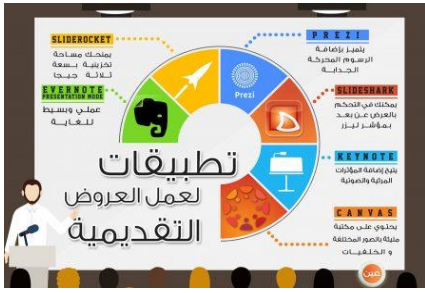 تطبيقات
لعمل العروض
التقديمية
PREZI
يتميز بإضافة
الرسوم المتحركة
الجذابة
SLIDESHARK
يمكنك في التحكم
بالعرض عن بعد
بمؤشر ليزر
KEYNOTE
يتيح إضافة المؤثرات
المرئية والصوتية
CANVAS
يحتوي على مكتبة
مليئة بالصور المختلفة
و الخلفيات
SLIDEROCKET
يمنحك مساحة
تخزينية بسعة
ثلاثة جيجا
EVERNOTE
PRESENTATION MODE
عملي وبسيط
للغاية
Prezi
عين